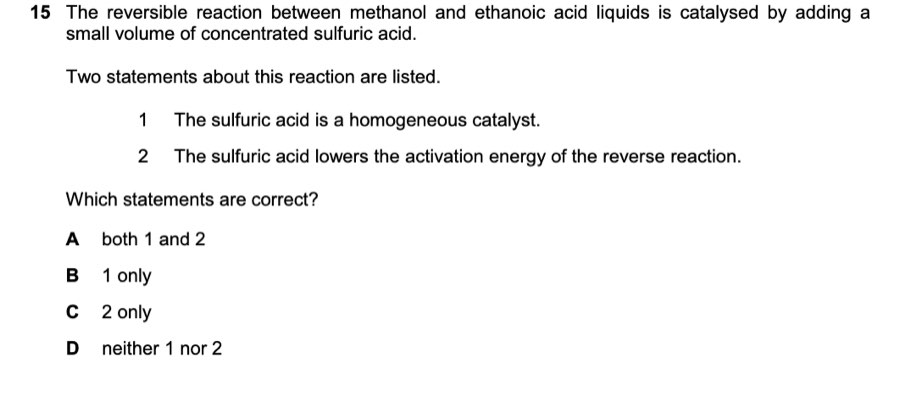 15 The reversible reaction between methanol and ethanoic acid liquids is catalysed by adding a
small volume of concentrated sulfuric acid.
Two statements about this reaction are listed.
1 The sulfuric acid is a homogeneous catalyst.
2 The sulfuric acid lowers the activation energy of the reverse reaction.
Which statements are correct?
A both 1 and 2
B 1 only
C 2 only
D neither 1 nor 2